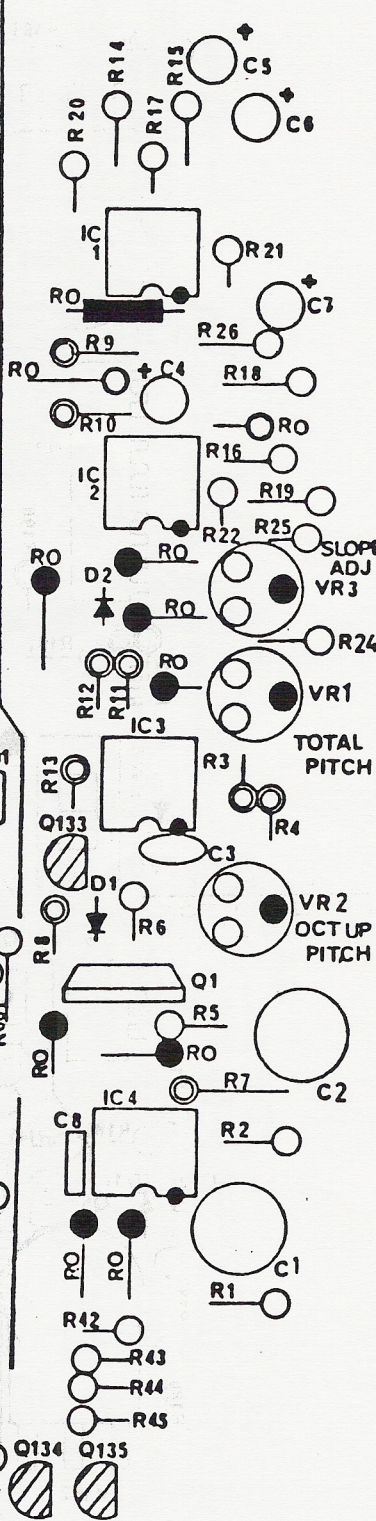 R14
R15
C5
R20
R17
C6
IC
1
R21
RO
C7
R26
R9
RO
C4
R18
R10
RO
R16
IC
2
R19
R22
R25
SLOPE
ADJ
RO
RO
D2
VR3
RO
R24
RO
R12
R11
VR1
IC3
TOTAL
PITCH
R13
R3
R4
Q133
C3
D1
R8
R6
VR2
OCT UP
PITCH
Q1
R5
RO
RO
R7
C2
IC4
C8
R2
RO
RO
C1
R1
R42
R43
R44
R45
Q134
Q135